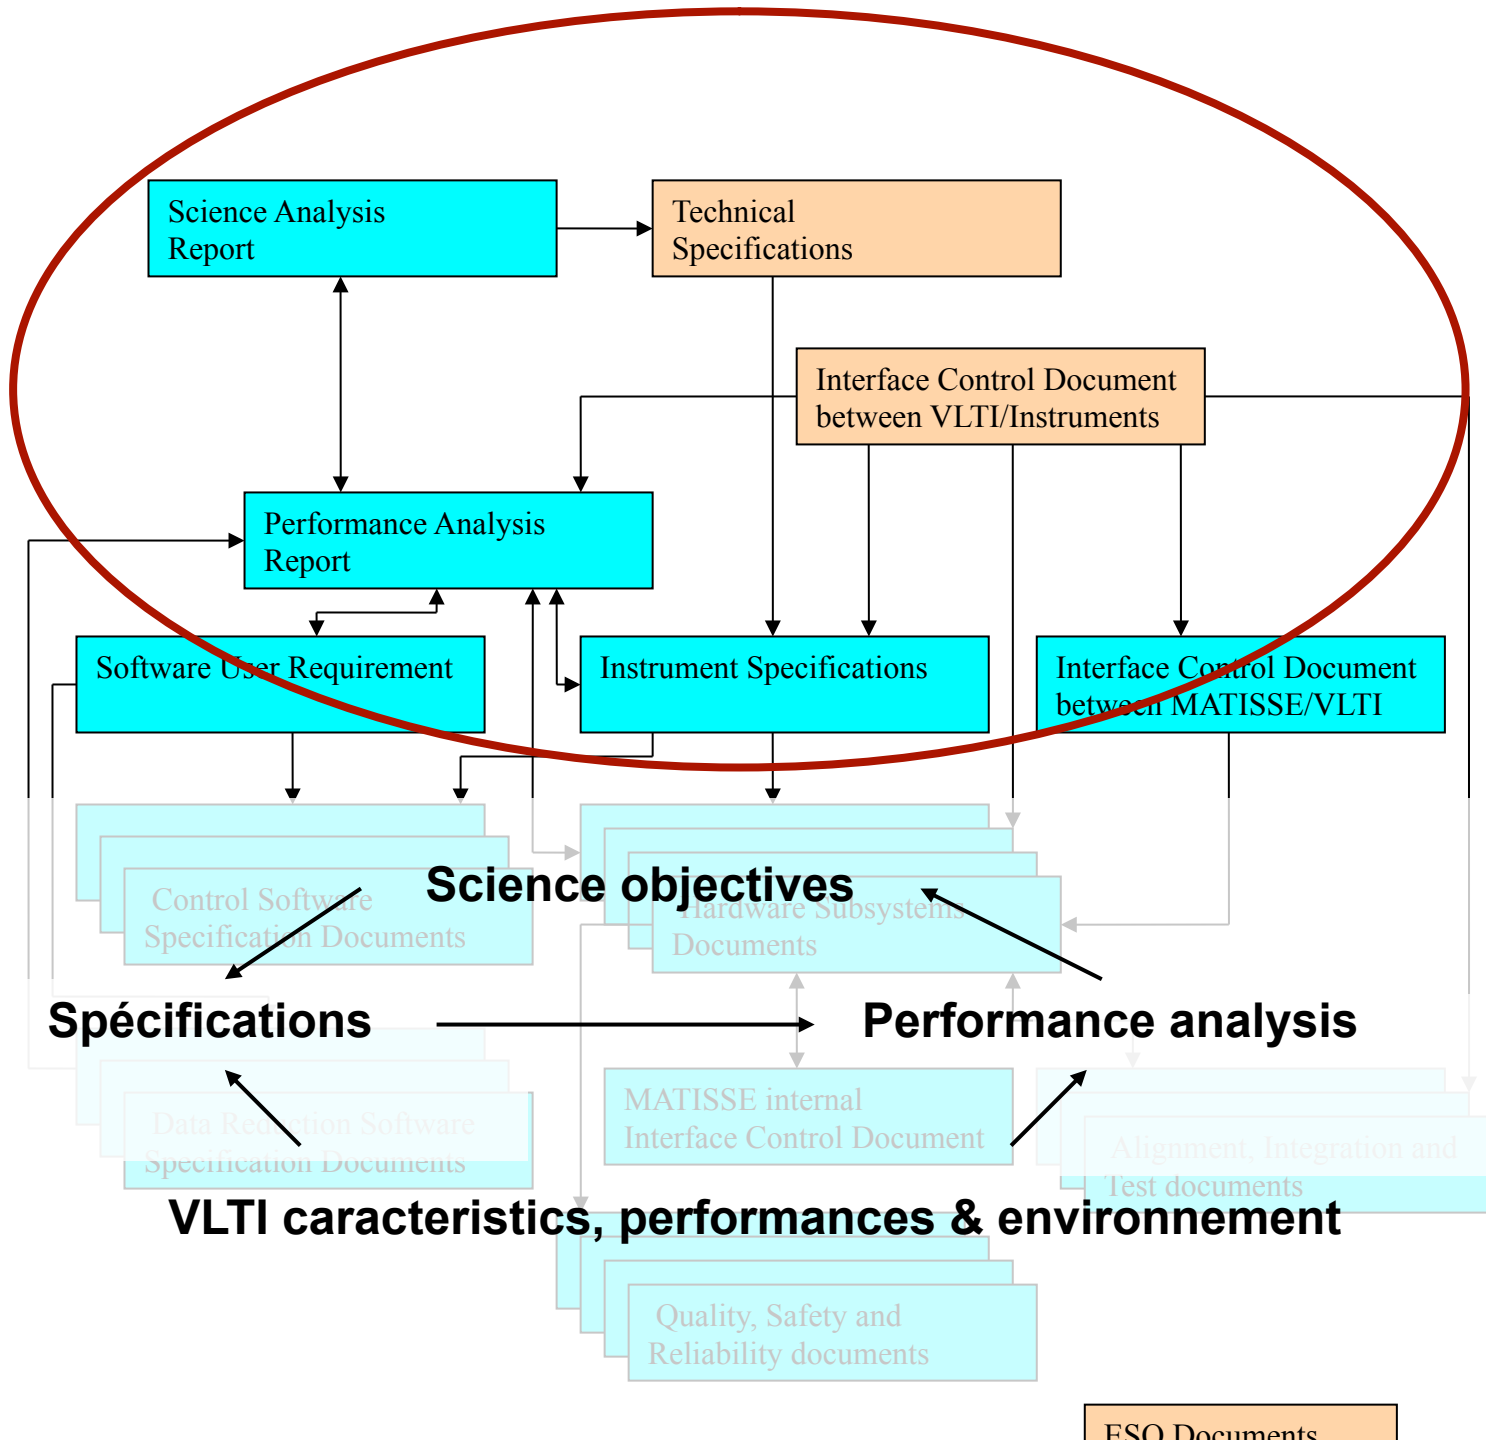 Science Analysis
Report
Technical
Specifications
Interface Control Document
between VLTI/Instruments
Performance Analysis
Report
Software User Requirement
Instrument Specifications
Interface Control Document
between MATISSE/VLTI
Science objectives
Control Software
Specification Documents
Hardware Subsystems
Documents
Spécifications
Performance analysis
MATISSE internal
Interface Control Document
Data Reduction Software
Specification Documents
Alignment, Integration and
Test documents
VLTI caracteristics, performances & environnement
Quality, Safety and
Reliability documents
ESO Documents